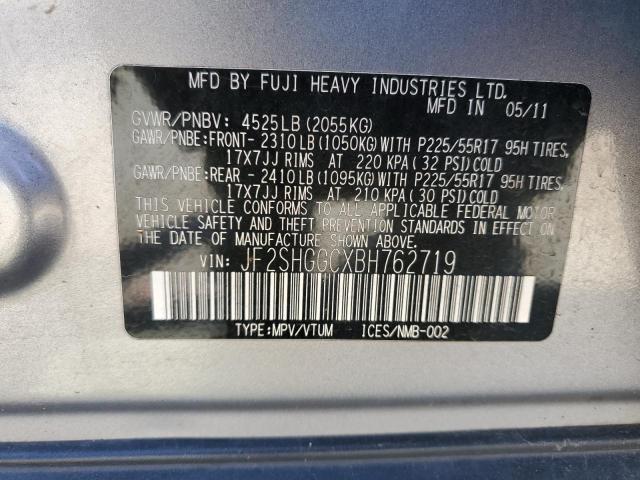 MFD BY FUJI HEAVY INDUSTRIES LTD.
MFD IN 05/11
GVWR/PNBV: 4525LB (2055KG)
GAWR/PNBE:FRONT- 2310LB (1050KG) WITH P225/55R17 95H TIRES,
17X7JJ RIMS AT 220 KPA (32 PSI) COLD
GAWR/PNBE:REAR - 2410LB (1095KG) WITH P225/55R17 95H TIRES,
17X7JJ RIMS AT 210 KPA (30 PSI) COLD
THIS VEHICLE CONFORMS TO ALL APPLICABLE FEDERAL MOTOR
VEHICLE SAFETY AND THEFT PREVENTION STANDARDS IN EFFECT ON
THE DATE OF MANUFACTURE SHOWN ABOVE.
VIN: JF2SHGGCXBH762719
TYPE:MPV/VTUM ICES/NMB-002